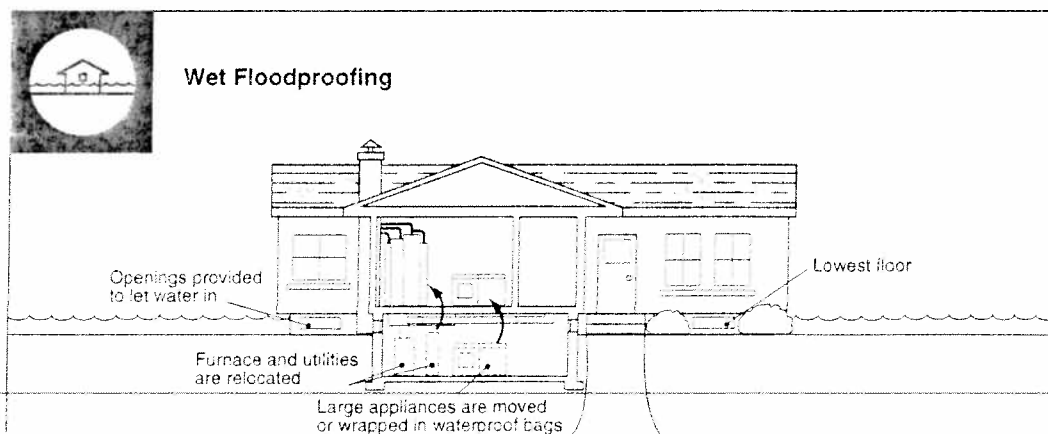 Wet Floodproofing
Openings provided
to let water in
Lowest floor
Furnace and utilities
are relocated
Large appliances are moved
or wrapped in waterproof bags